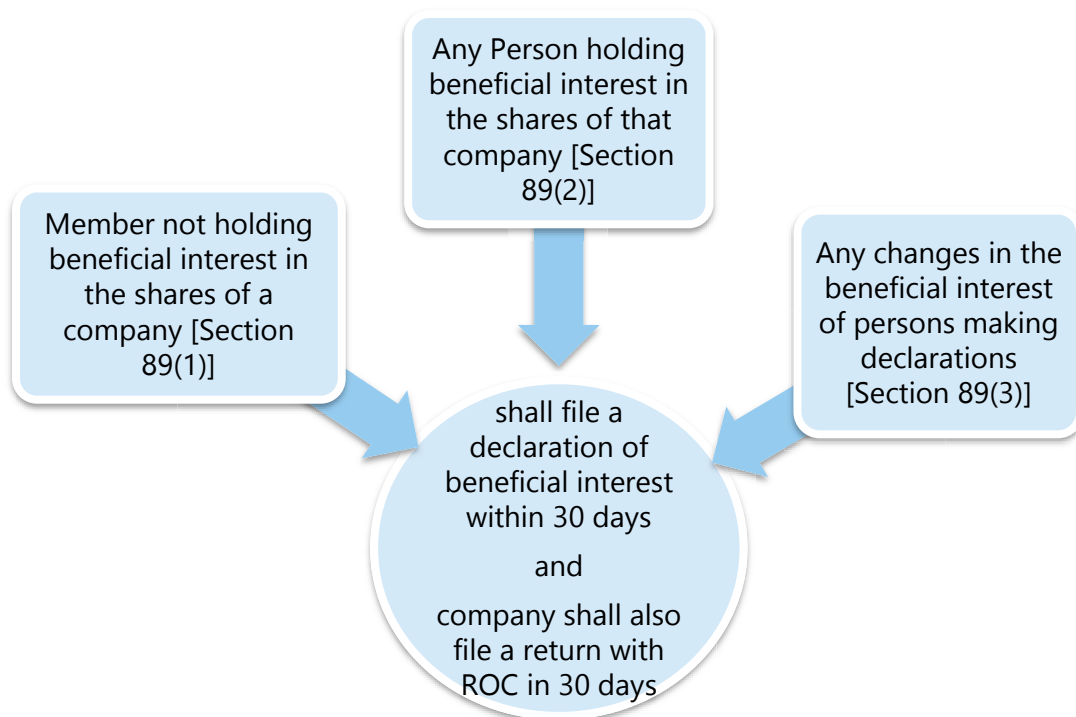 Any Person holding
beneficial interest in
the shares of that
company [Section
89(2)]
Member not holding
beneficial interest in
the shares of a
company [Section
89(1)]
Any changes in the
beneficial interest
of persons making
declarations
[Section 89(3)]
shall file a
declaration of
beneficial interest
within 30 days
and
company shall also
file a return with
ROC in 30 days